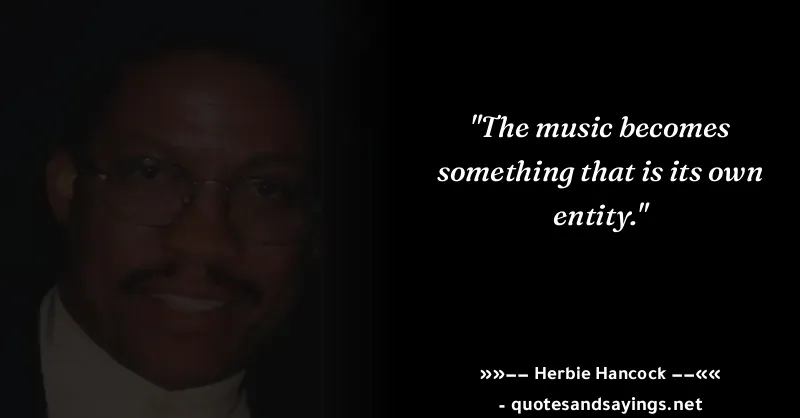 "The music becomes
something that is its own
entity."
»»−− Herbie Hancock −−««
- quotesandsayings.net